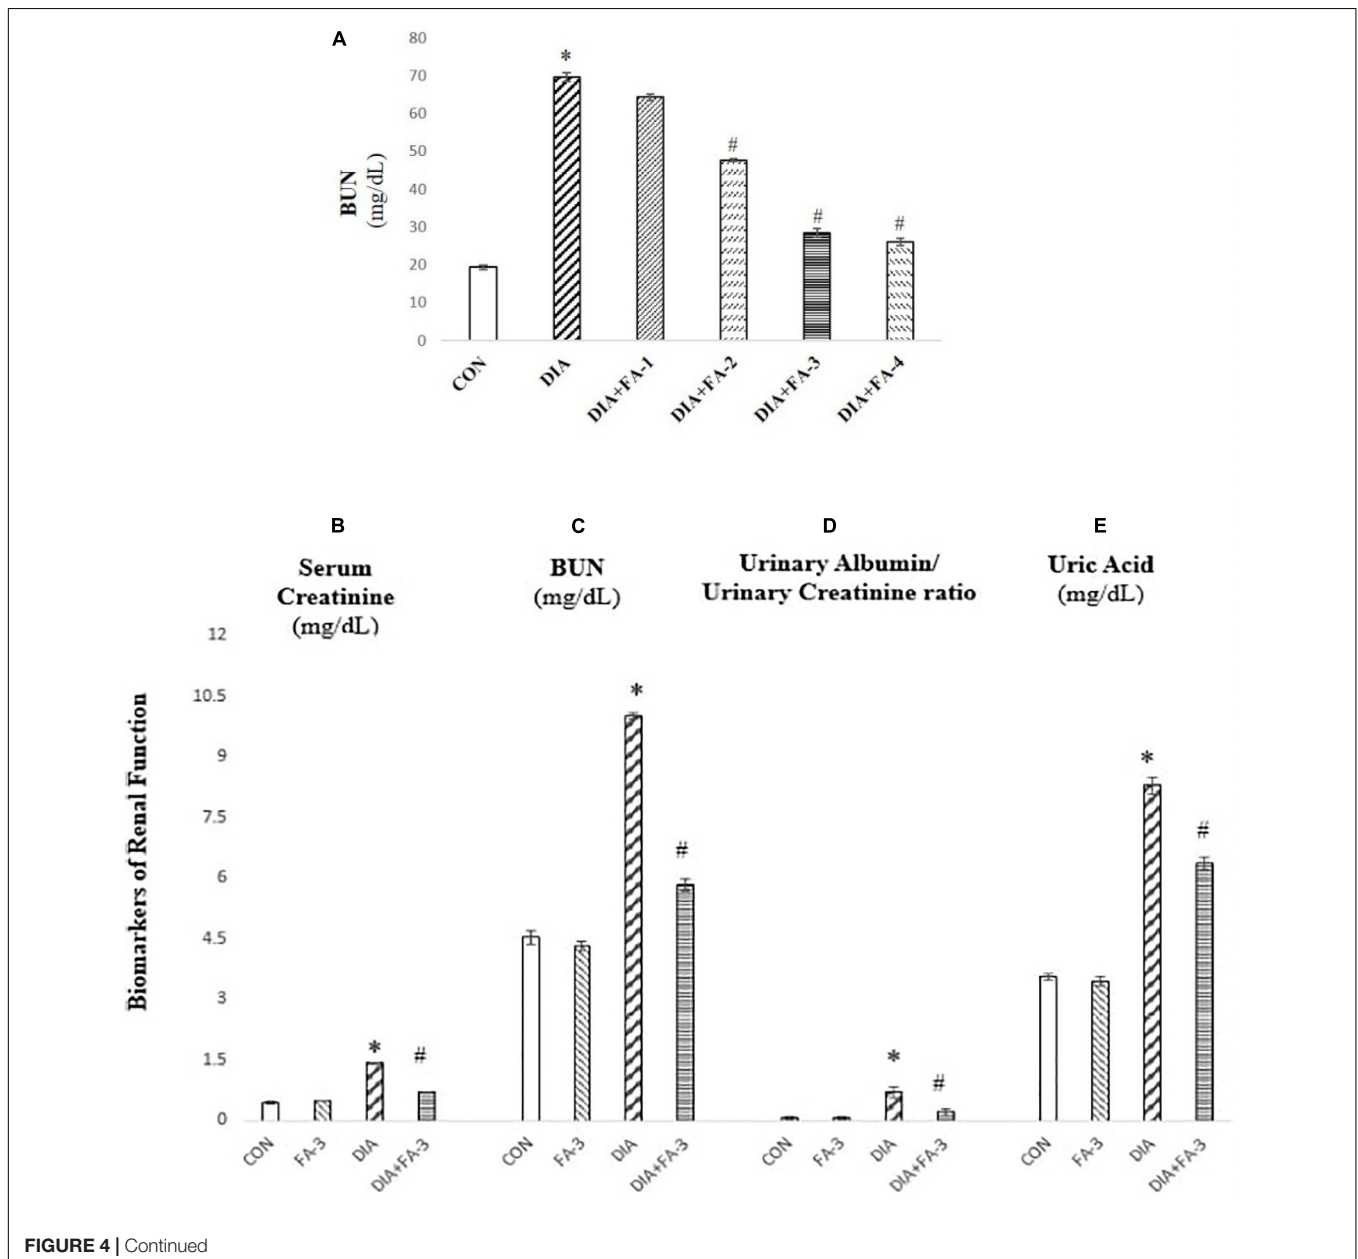 A
80
*
70
60
50
#
40
BUN
(mg/dL)
30
#
#
20
10
0
CON
DIA
DIA+FA-1
DIA+FA-2
DIA+FA-3
DIA+FA-4
B
C
D
E
Serum
Creatinine
(mg/dL)
BUN
(mg/dL)
Urinary Albumin/
Urinary Creatinine ratio
Uric Acid
(mg/dL)
Biomarkers of Renal Function
12
10.5
9
7.5
6
4.5
3
1.5
0
*
#
*
#
*
#
*
#
CON
FA-3
DIA
DIA+FA-3
CON
FA-3
DIA
DIA+FA-3
CON
FA-3
DIA
DIA+FA-3
CON
FA-3
DIA
DIA+FA-3
FIGURE 4 | Continued